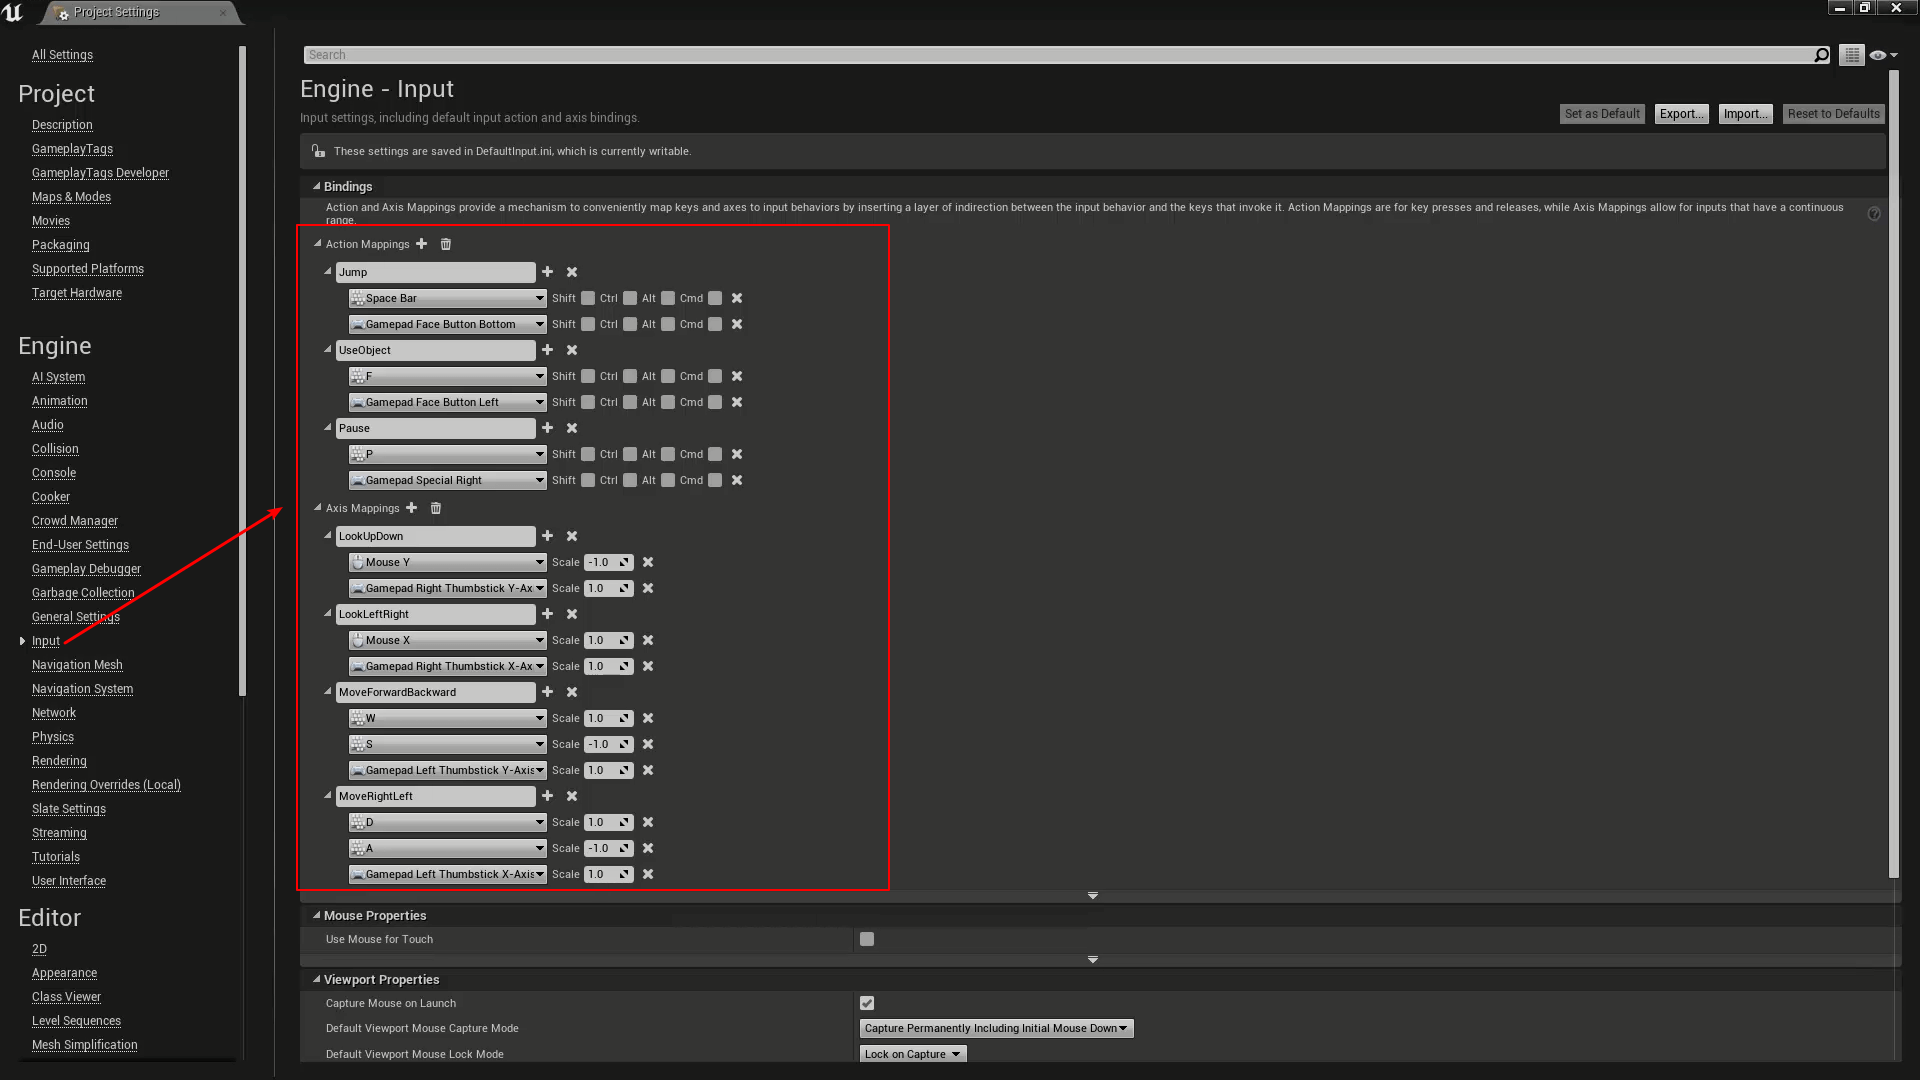 Project Settings
All Settings
Project
Description
GameplayTags
GameplayTags Developer
Maps & Modes
Movies
Packaging
Supported Platforms
Target Hardware
Engine
AI System
Animation
Audio
Collision
Console
Cooker
Crowd Manager
End-User Settings
Gameplay Debugger
Garbage Collection
General Settings
Input
Navigation Mesh
Navigation System
Network
Physics
Rendering
Rendering Overrides (Local)
Slate Settings
Streaming
Tutorials
User Interface
Editor
2D
Appearance
Class Viewer
Level Sequences
Mesh Simplification
Search
Engine - Input
Input settings, including default input action and axis bindings.
Set as Default Export... Import... Reset to Defaults
These settings are saved in DefaultInput.ini, which is currently writable.
Bindings
Action and Axis Mappings provide a mechanism to conveniently map keys and axes to input behaviors by inserting a layer of indirection between the input behavior and the keys that invoke it. Action Mappings are for key presses and releases, while Axis Mappings allow for inputs that have a continuous
range.
Action Mappings
Jump
Space Bar Shift Ctrl Alt Cmd
Gamepad Face Button Bottom Shift Ctrl Alt Cmd
UseObject
F Shift Ctrl Alt Cmd
Gamepad Face Button Left Shift Ctrl Alt Cmd
Pause
P Shift Ctrl Alt Cmd
Gamepad Special Right Shift Ctrl Alt Cmd
Axis Mappings
LookUpDown
Mouse Y Scale -1.0
Gamepad Right Thumbstick Y-Ax Scale 1.0
LookLeftRight
Mouse X Scale 1.0
Gamepad Right Thumbstick X-Ax Scale 1.0
MoveForwardBackward
W Scale 1.0
S Scale -1.0
Gamepad Left Thumbstick Y-Axis Scale 1.0
MoveRightLeft
D Scale 1.0
A Scale -1.0
Gamepad Left Thumbstick X-Axis Scale 1.0
Mouse Properties
Use Mouse for Touch
Viewport Properties
Capture Mouse on Launch
Default Viewport Mouse Capture Mode Capture Permanently Including Initial Mouse Down
Default Viewport Mouse Lock Mode Lock on Capture